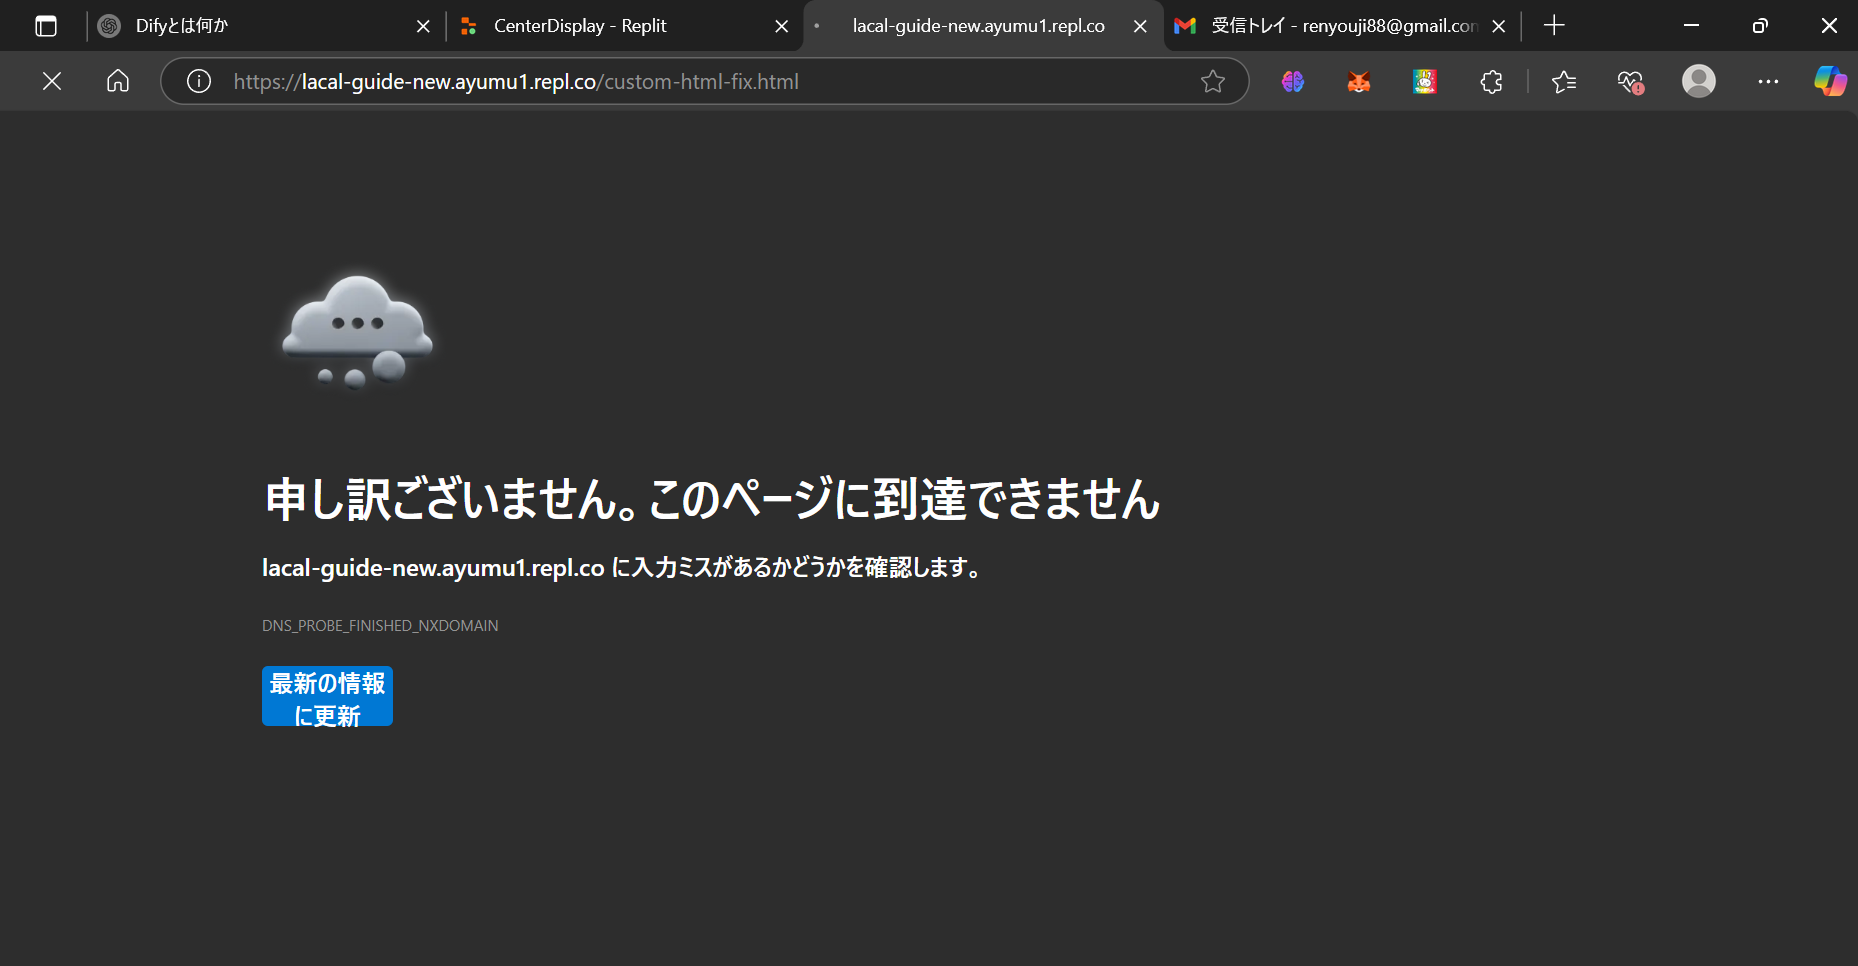 Difyとは何か
CenterDisplay - Replit
lacal-guide-new.ayumu1.repl.co
受信トレイ - renyouji88@gmail.con
https://lacal-guide-new.ayumu1.repl.co/custom-html-fix.html
申し訳ございません。このページに到達できません
lacal-guide-new.ayumu1.repl.co に入力ミスがあるかどうかを確認します。
DNS_PROBE_FINISHED_NXDOMAIN
最新の情報
に更新